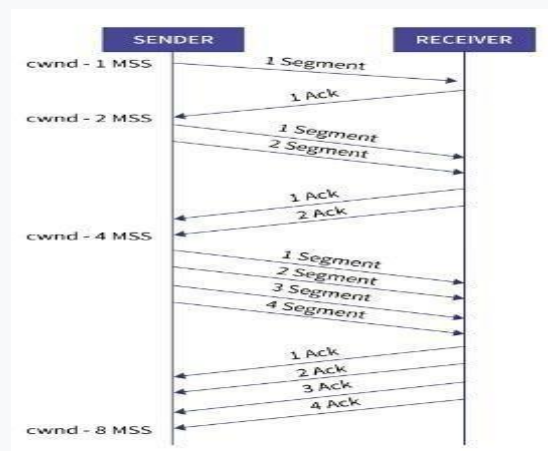 SENDER
RECEIVER
cwnd - 1 MSS
1 Segment
1 Ack
cwnd - 2 MSS
1 Segment
2 Segment
1 Ack
2 Ack
cwnd - 4 MSS
1 Segment
2 Segment
3 Segment
4 Segment
1 Ack
2 Ack
3 Ack
4 Ack
cwnd - 8 MSS